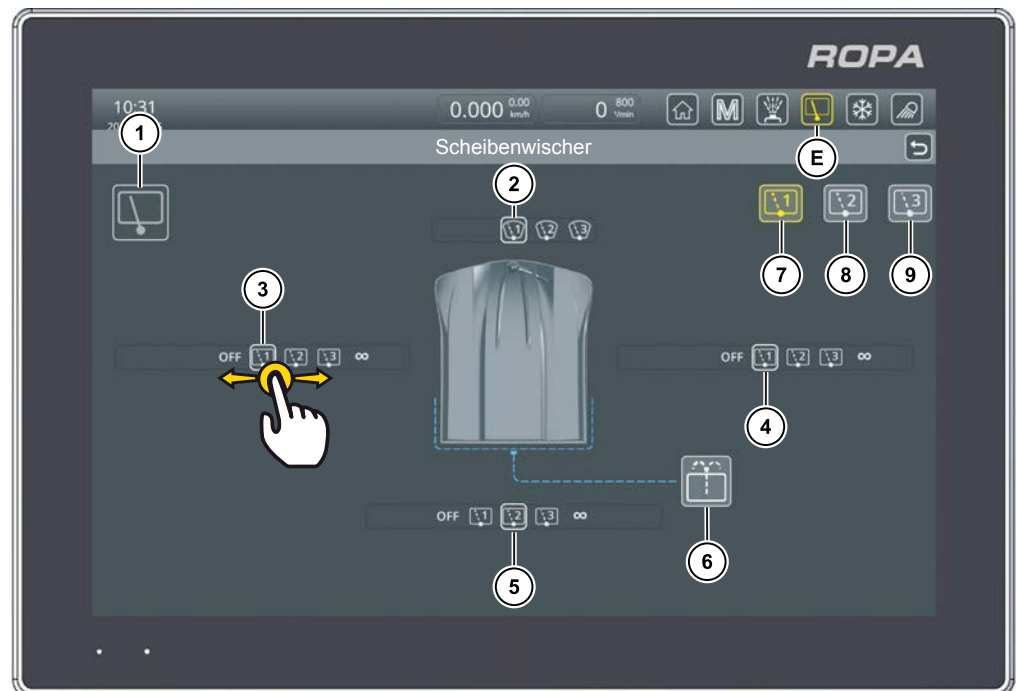 ROPA
10:31
0.000 0.00 km/h 0 800 1/min M
20
1
Scheibenwischer
E
2
1 2 3
1 2 3
7 8 9
3
OFF 1 2 3 ∞
OFF 1 2 3 ∞
4
OFF 1 2 3 ∞
6
5